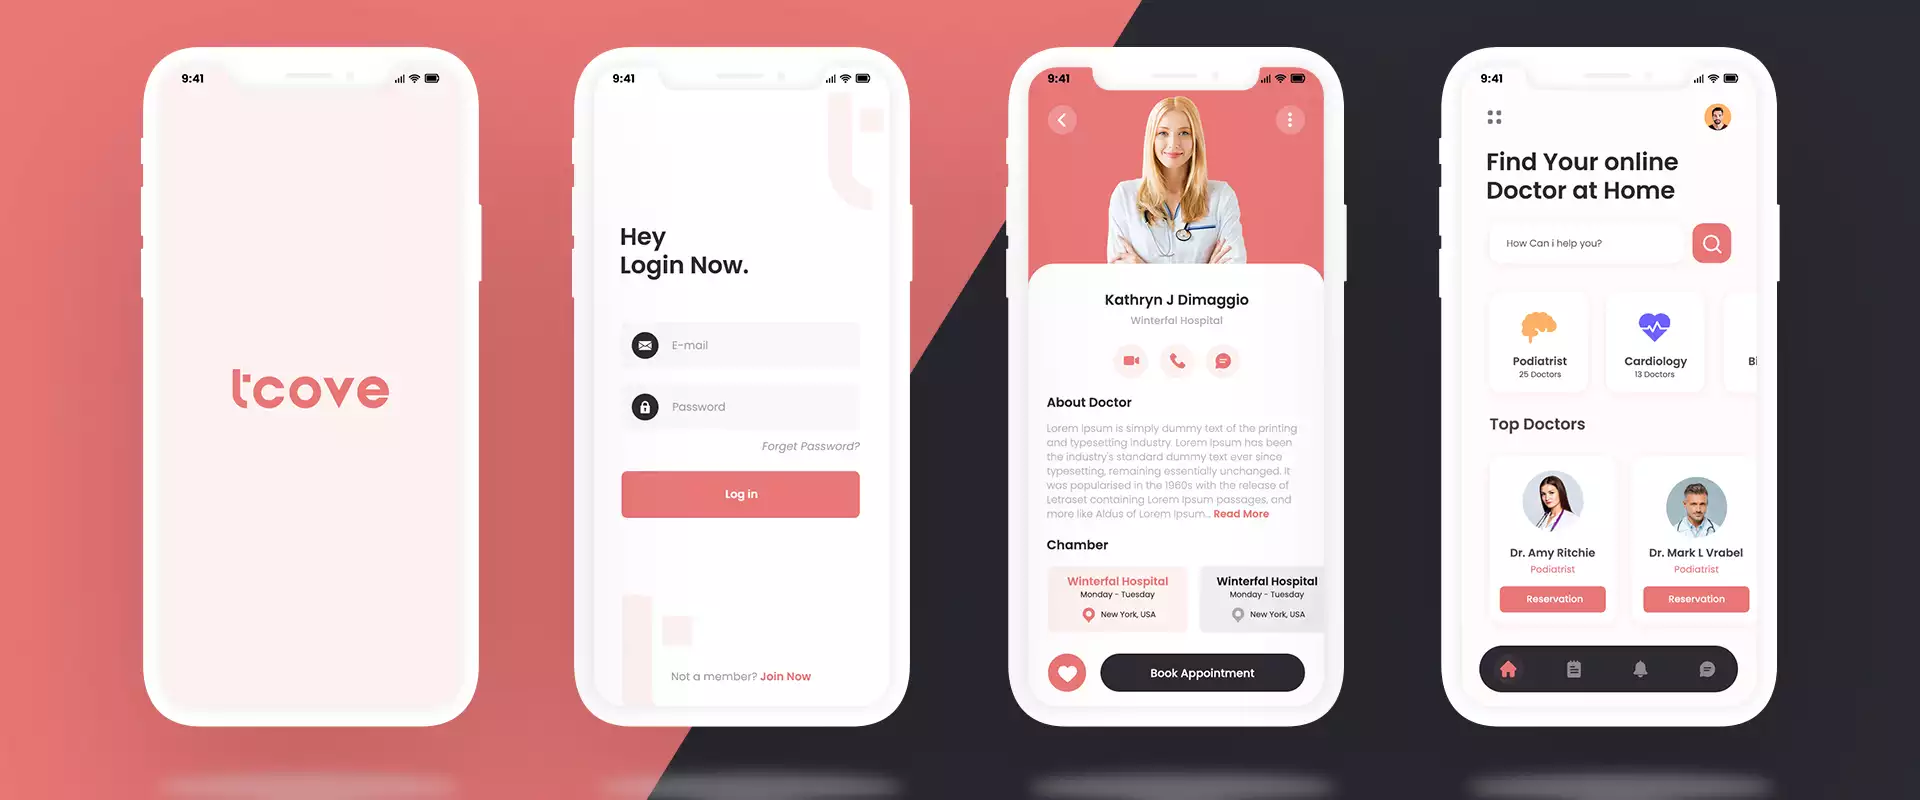 9:41
tcove
9:41
Hey
Login Now.
E-mail
Password
Forget Password?
Log in
Not a member? Join Now
9:41
Kathryn J Dimaggio
Winterfal Hospital
About Doctor
Lorem Ipsum is simply dummy text of the printing
and typesetting industry. Lorem Ipsum has been
the industry's standard dummy text ever since
typesetting, remaining essentially unchanged. It
was popularised in the 1960s with the release of
Letraset containing Lorem Ipsum passages, and
more like Aldus of Lorem Ipsum... Read More
Chamber
Winterfal Hospital
Monday - Tuesday
New York, USA
Winterfal Hospital
Monday - Tuesday
New York, USA
Book Appointment
9:41
Find Your online
Doctor at Home
How Can i help you?
Podiatrist
25 Doctors
Cardiology
13 Doctors
Bi
Top Doctors
Dr. Amy Ritchie
Podiatrist
Reservation
Dr. Mark L Vrabel
Podiatrist
Reservation